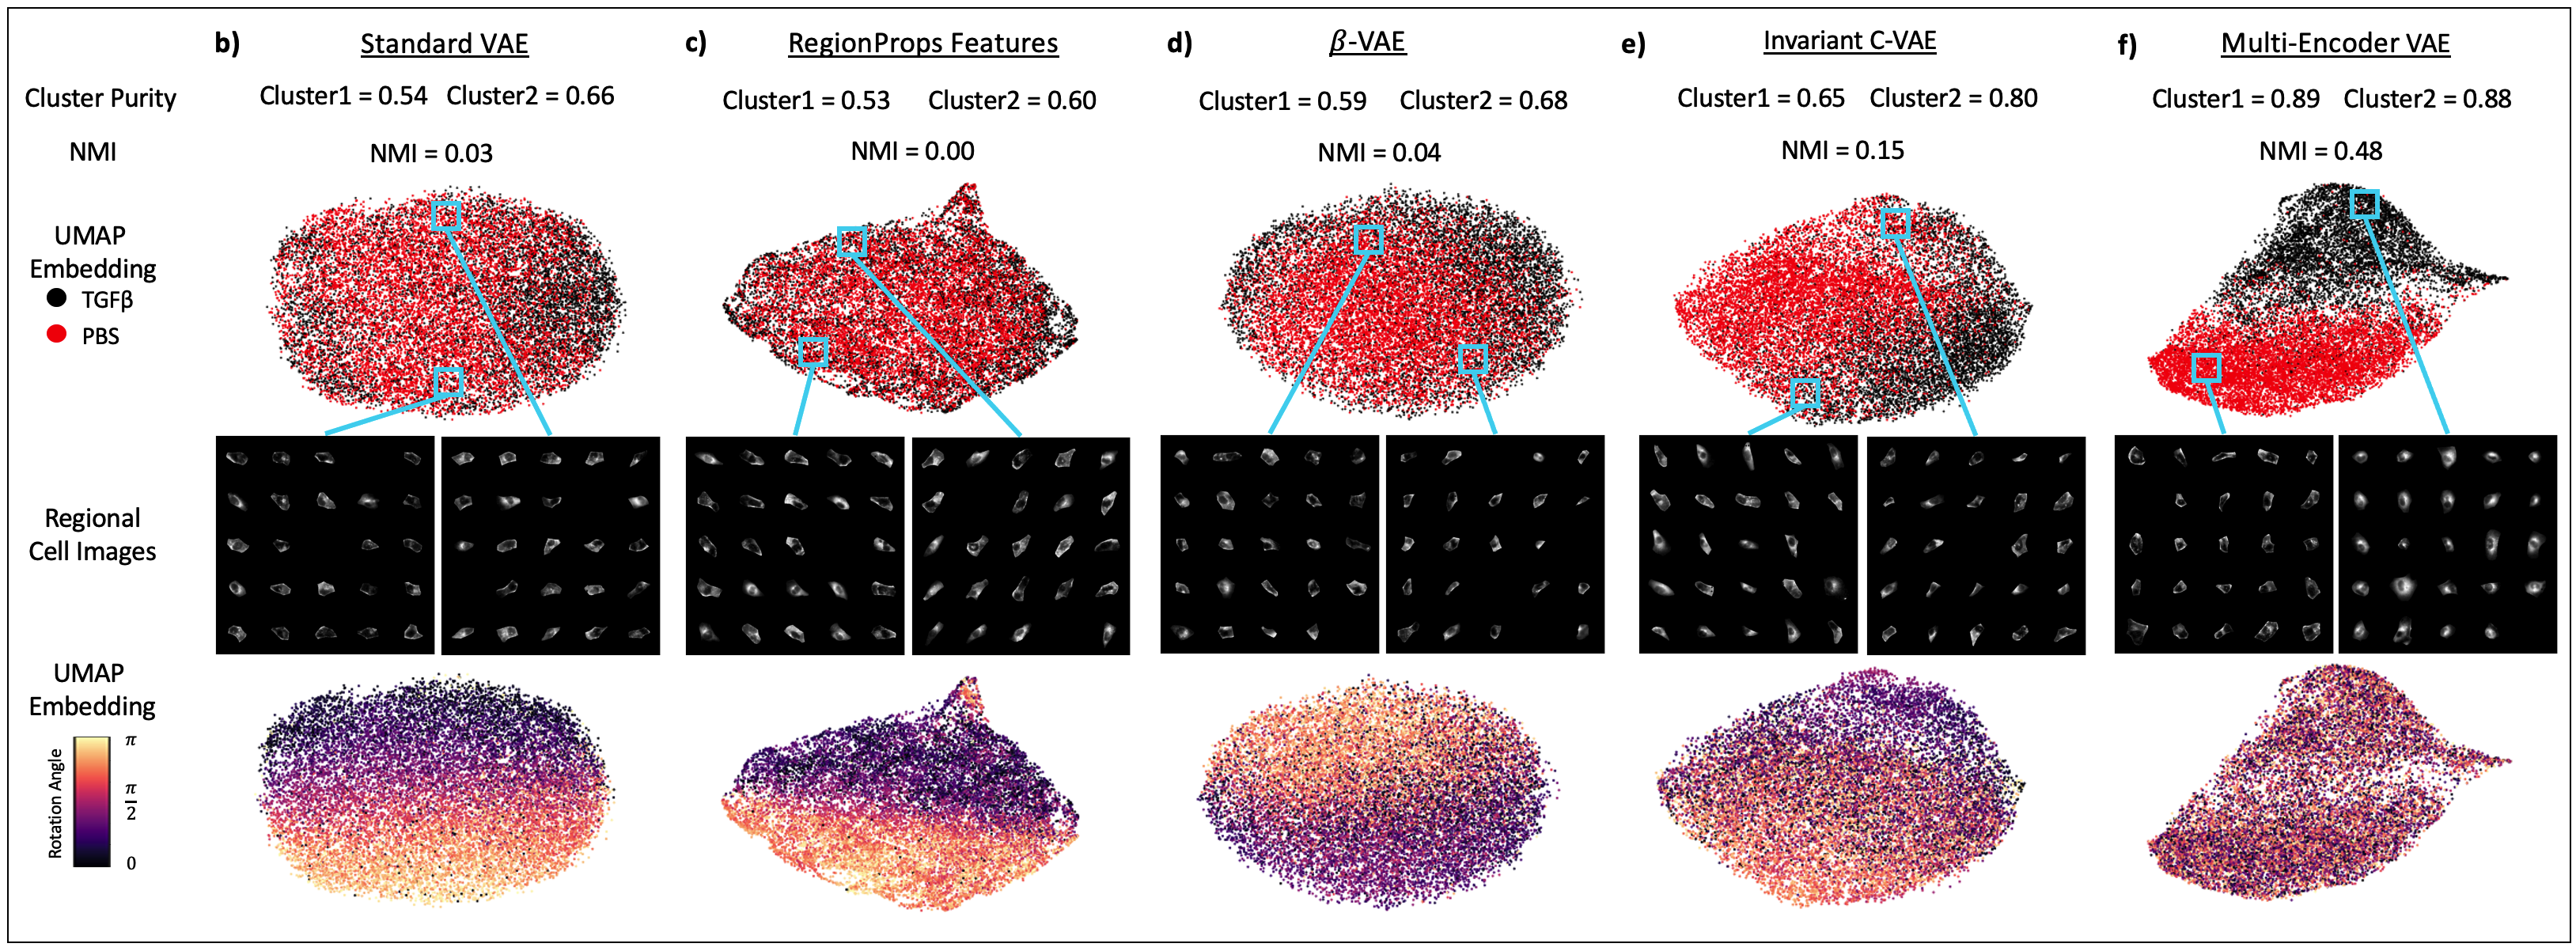 b) Standard VAE
c) RegionProps Features
d) β-VAE
e) Invariant C-VAE
f) Multi-Encoder VAE
Cluster Purity
Cluster1 = 0.54 Cluster2 = 0.66
Cluster1 = 0.53 Cluster2 = 0.60
Cluster1 = 0.59 Cluster2 = 0.68
Cluster1 = 0.65 Cluster2 = 0.80
Cluster1 = 0.89 Cluster2 = 0.88
NMI
NMI = 0.03
NMI = 0.00
NMI = 0.04
NMI = 0.15
NMI = 0.48
UMAP
Embedding
TGFβ
PBS
Regional
Cell Images
UMAP
Embedding
Rotation Angle
π
π
2
0